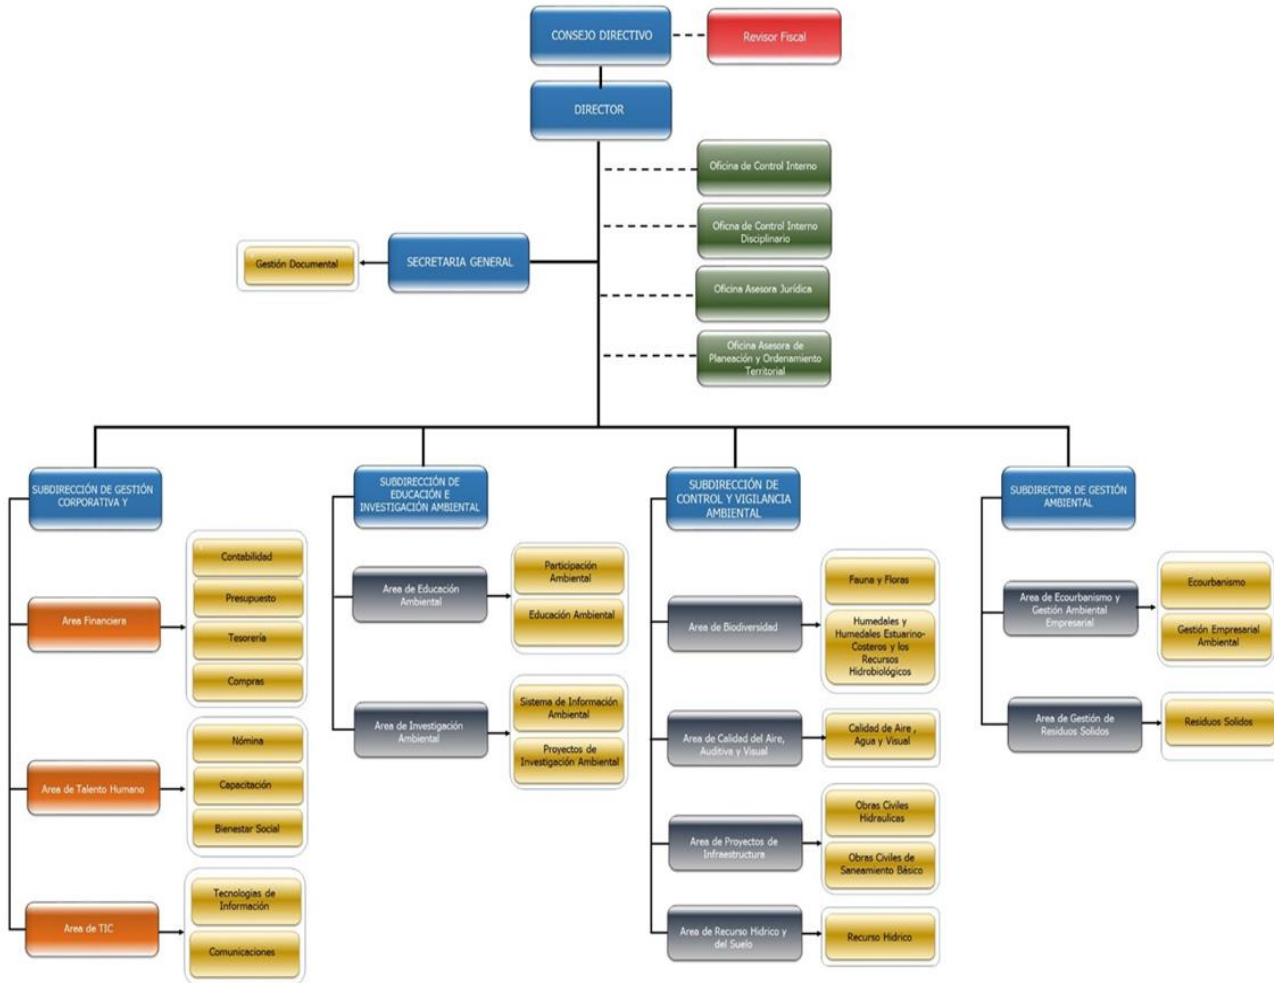 CONSEJO DIRECTIVO
Revisor Fiscal
DIRECTOR
Oficina de Control Interno
Oficna de Control Interno
Disciplinario
Gestión Documental
SECRETARIA GENERAL
Oficina Asesora Jurídica
Oficina Asesora de
Planeación y Ordenamiento
Territorial
SUBDIRECCIÓN DE GESTIÓN
CORPORATIVA Y
Area Financiera
Contabilidad
Presupuesto
Tesorería
Compras
Area de Talento Humano
Nómina
Capacitación
Bienestar Social
Area de TIC
Tecnologias de
Información
Comunicaciones
SUBDIRECCIÓN DE
EDUCACIÓN E
INVESTIGACIÓN AMBIENTAL
Area de Educación
Ambiental
Participación
Ambiental
Educación Ambiental
Area de Investigación
Ambiental
Sistema de Información
Ambiental
Proyectos de
Investigación Ambiental
SUBDIRECCIÓN DE
CONTROL Y VIGILANCIA
AMBIENTAL
Area de Biodiversidad
Fauna y Floras
Humedales y
Humedales Estuarino-
Costeros y los
Recursos
Hidrobiológicos
Area de Calidad del Aire,
Auditiva y Visual
Calidad de Aire ,
Agua y Visual
Area de Proyectos de
Infraestructura
Obras Civiles
Hidraulicas
Obras Civiles de
Saneamiento Básico
Area de Recurso Hidrico y
del Suelo
Recurso Hidrico
SUBDIRECTOR DE GESTIÓN
AMBIENTAL
Area de Ecourbanismo y
Gestión Ambiental
Empresarial
Ecourbanismo
Gestión Empresarial
Ambiental
Area de Gestión de
Residuos Solidos
Residuos Solidos